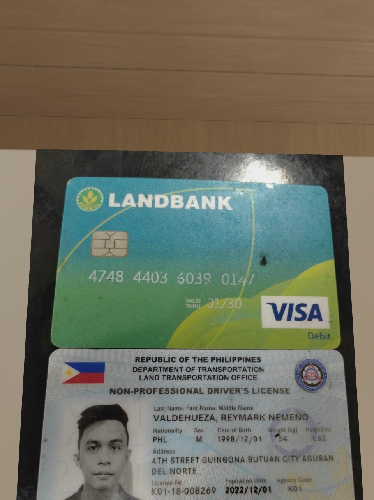 LANDBANK
4748 4403 6039 0147
VALID THRU 01/30
VISA
Debit
REPUBLIC OF THE PHILIPPINES
DEPARTMENT OF TRANSPORTATION
LAND TRANSPORTATION OFFICE
NON-PROFESSIONAL DRIVER'S LICENSE
Last Name, First Name, Middle Name
VALDEHUEZA, REYMARK NEMEÑO
Nationality Sex Date of Birth Weight (kg) Height(m)
PHL M 1998/12/01 54 1.62
Address
4TH STREET GUINGONA BUTUAN CITY AGUSAN
DEL NORTE
License No. Expiration Date Agency Code
K01-18-008269 2022/12/01 K01